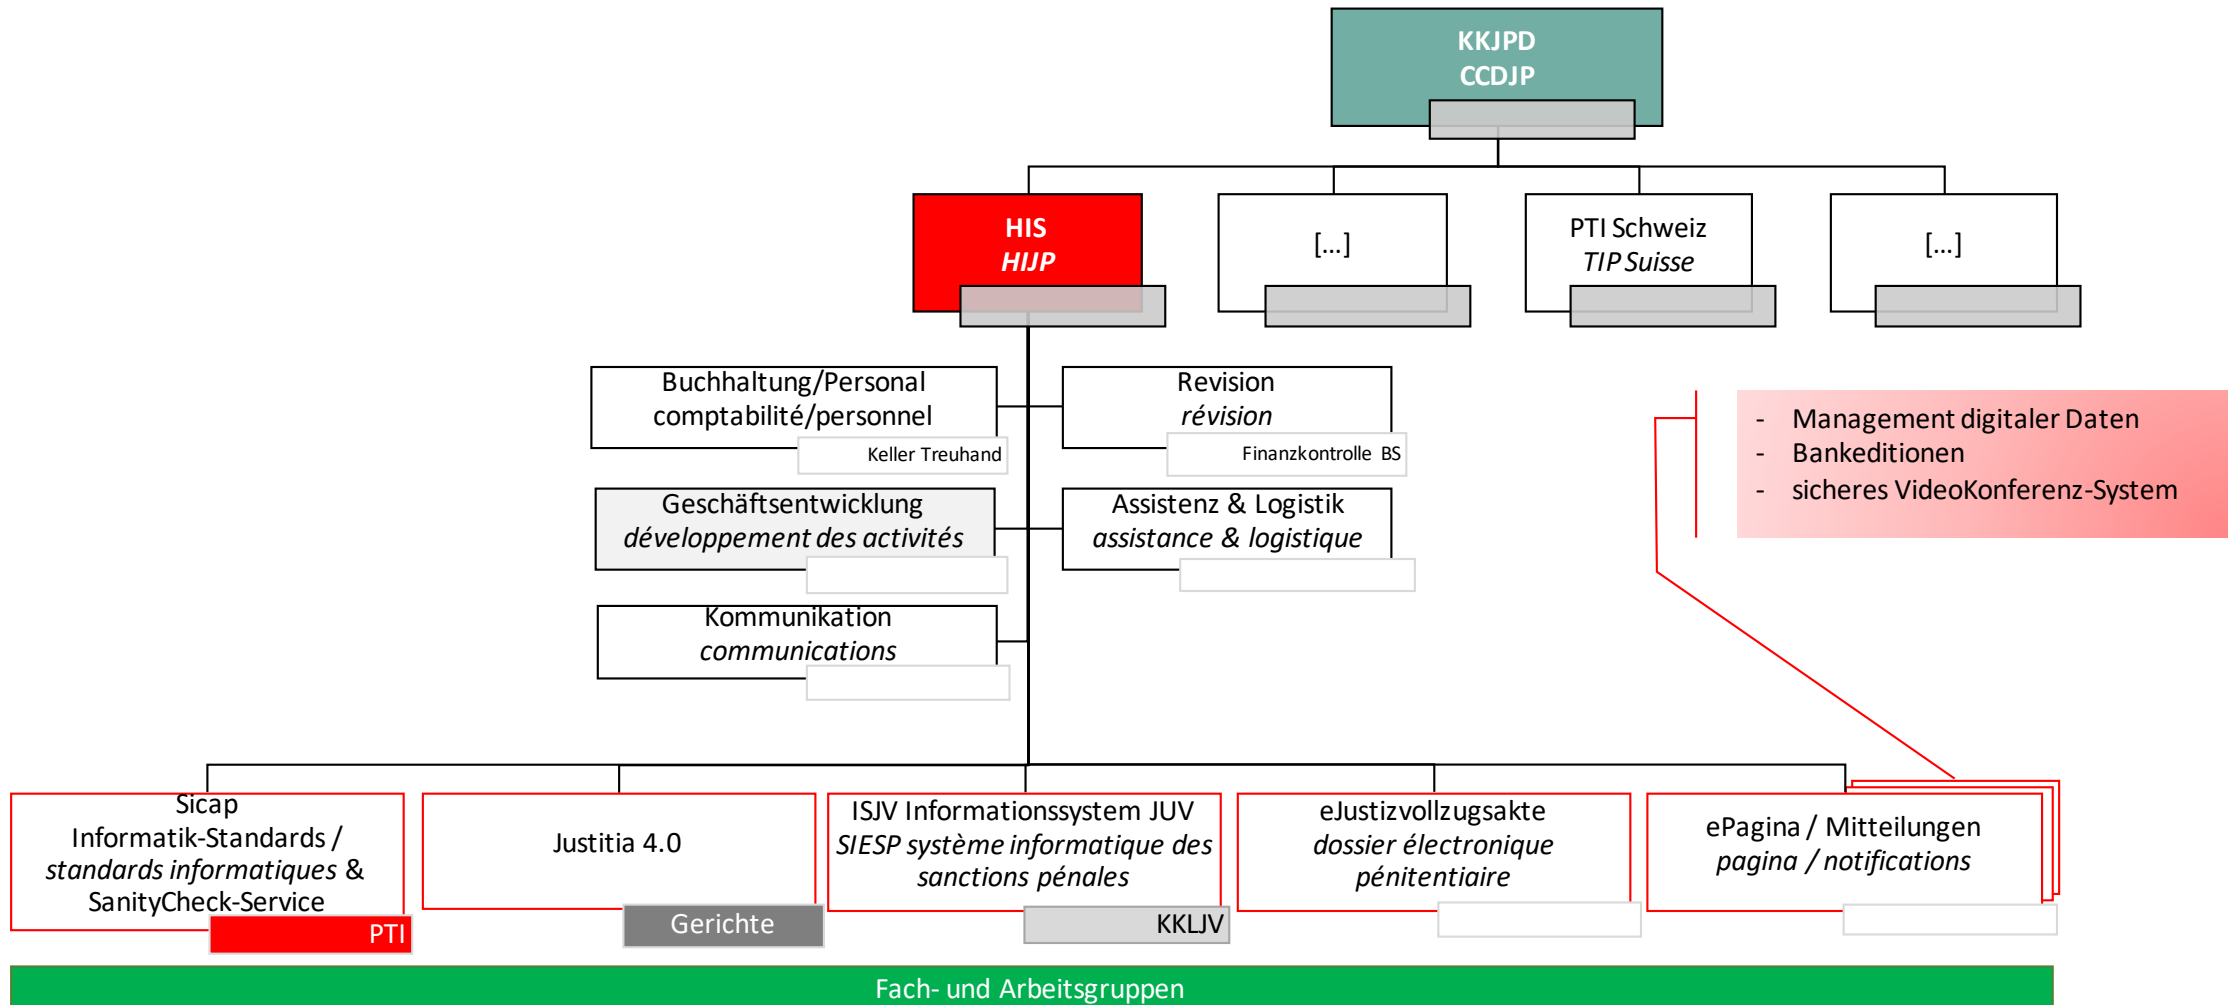 KKJPD
CCDJP
HIS
HIJP
[...]
PTI Schweiz
TIP Suisse
[...]
Buchhaltung/Personal
comptabilité/personnel
Keller Treuhand
Revision
révision
Finanzkontrolle BS
- Management digitaler Daten
- Bankeditionen
- sicheres VideoKonferenz-System
Geschäftsentwicklung
développement des activités
Assistenz & Logistik
assistance & logistique
Kommunikation
communications
Sicap
Informatik-Standards /
standards informatiques &
SanityCheck-Service
PTI
Justitia 4.0
Gerichte
ISJV Informationssystem JUV
SIESP système informatique des
sanctions pénales
KKLJV
eJustizvollzugsakte
dossier électronique
pénitentiaire
ePagina / Mitteilungen
pagina / notifications
Fach- und Arbeitsgruppen